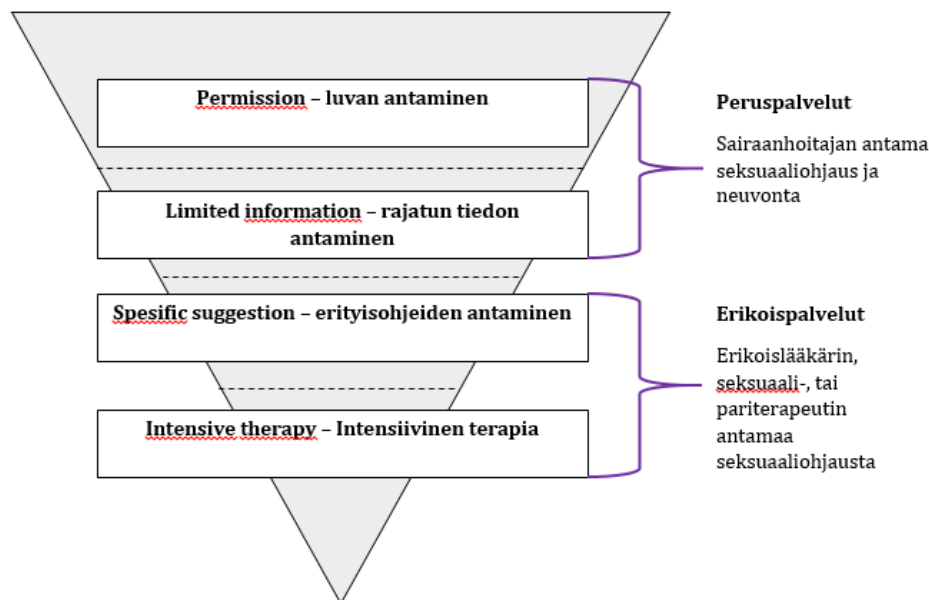 Permission – luvan antaminen
Limited information – rajatun tiedon
antaminen
Spesific suggestion – erityisohjeiden antaminen
Intensive therapy – Intensiivinen terapia
Peruspalvelut
Sairaanhoitajan antama
seksuaaliohjaus ja
neuvonta
Erikoispalvelut
Erikoislääkärin,
seksuaali-, tai
pariterapeutin
antamaa
seksuaaliohjausta